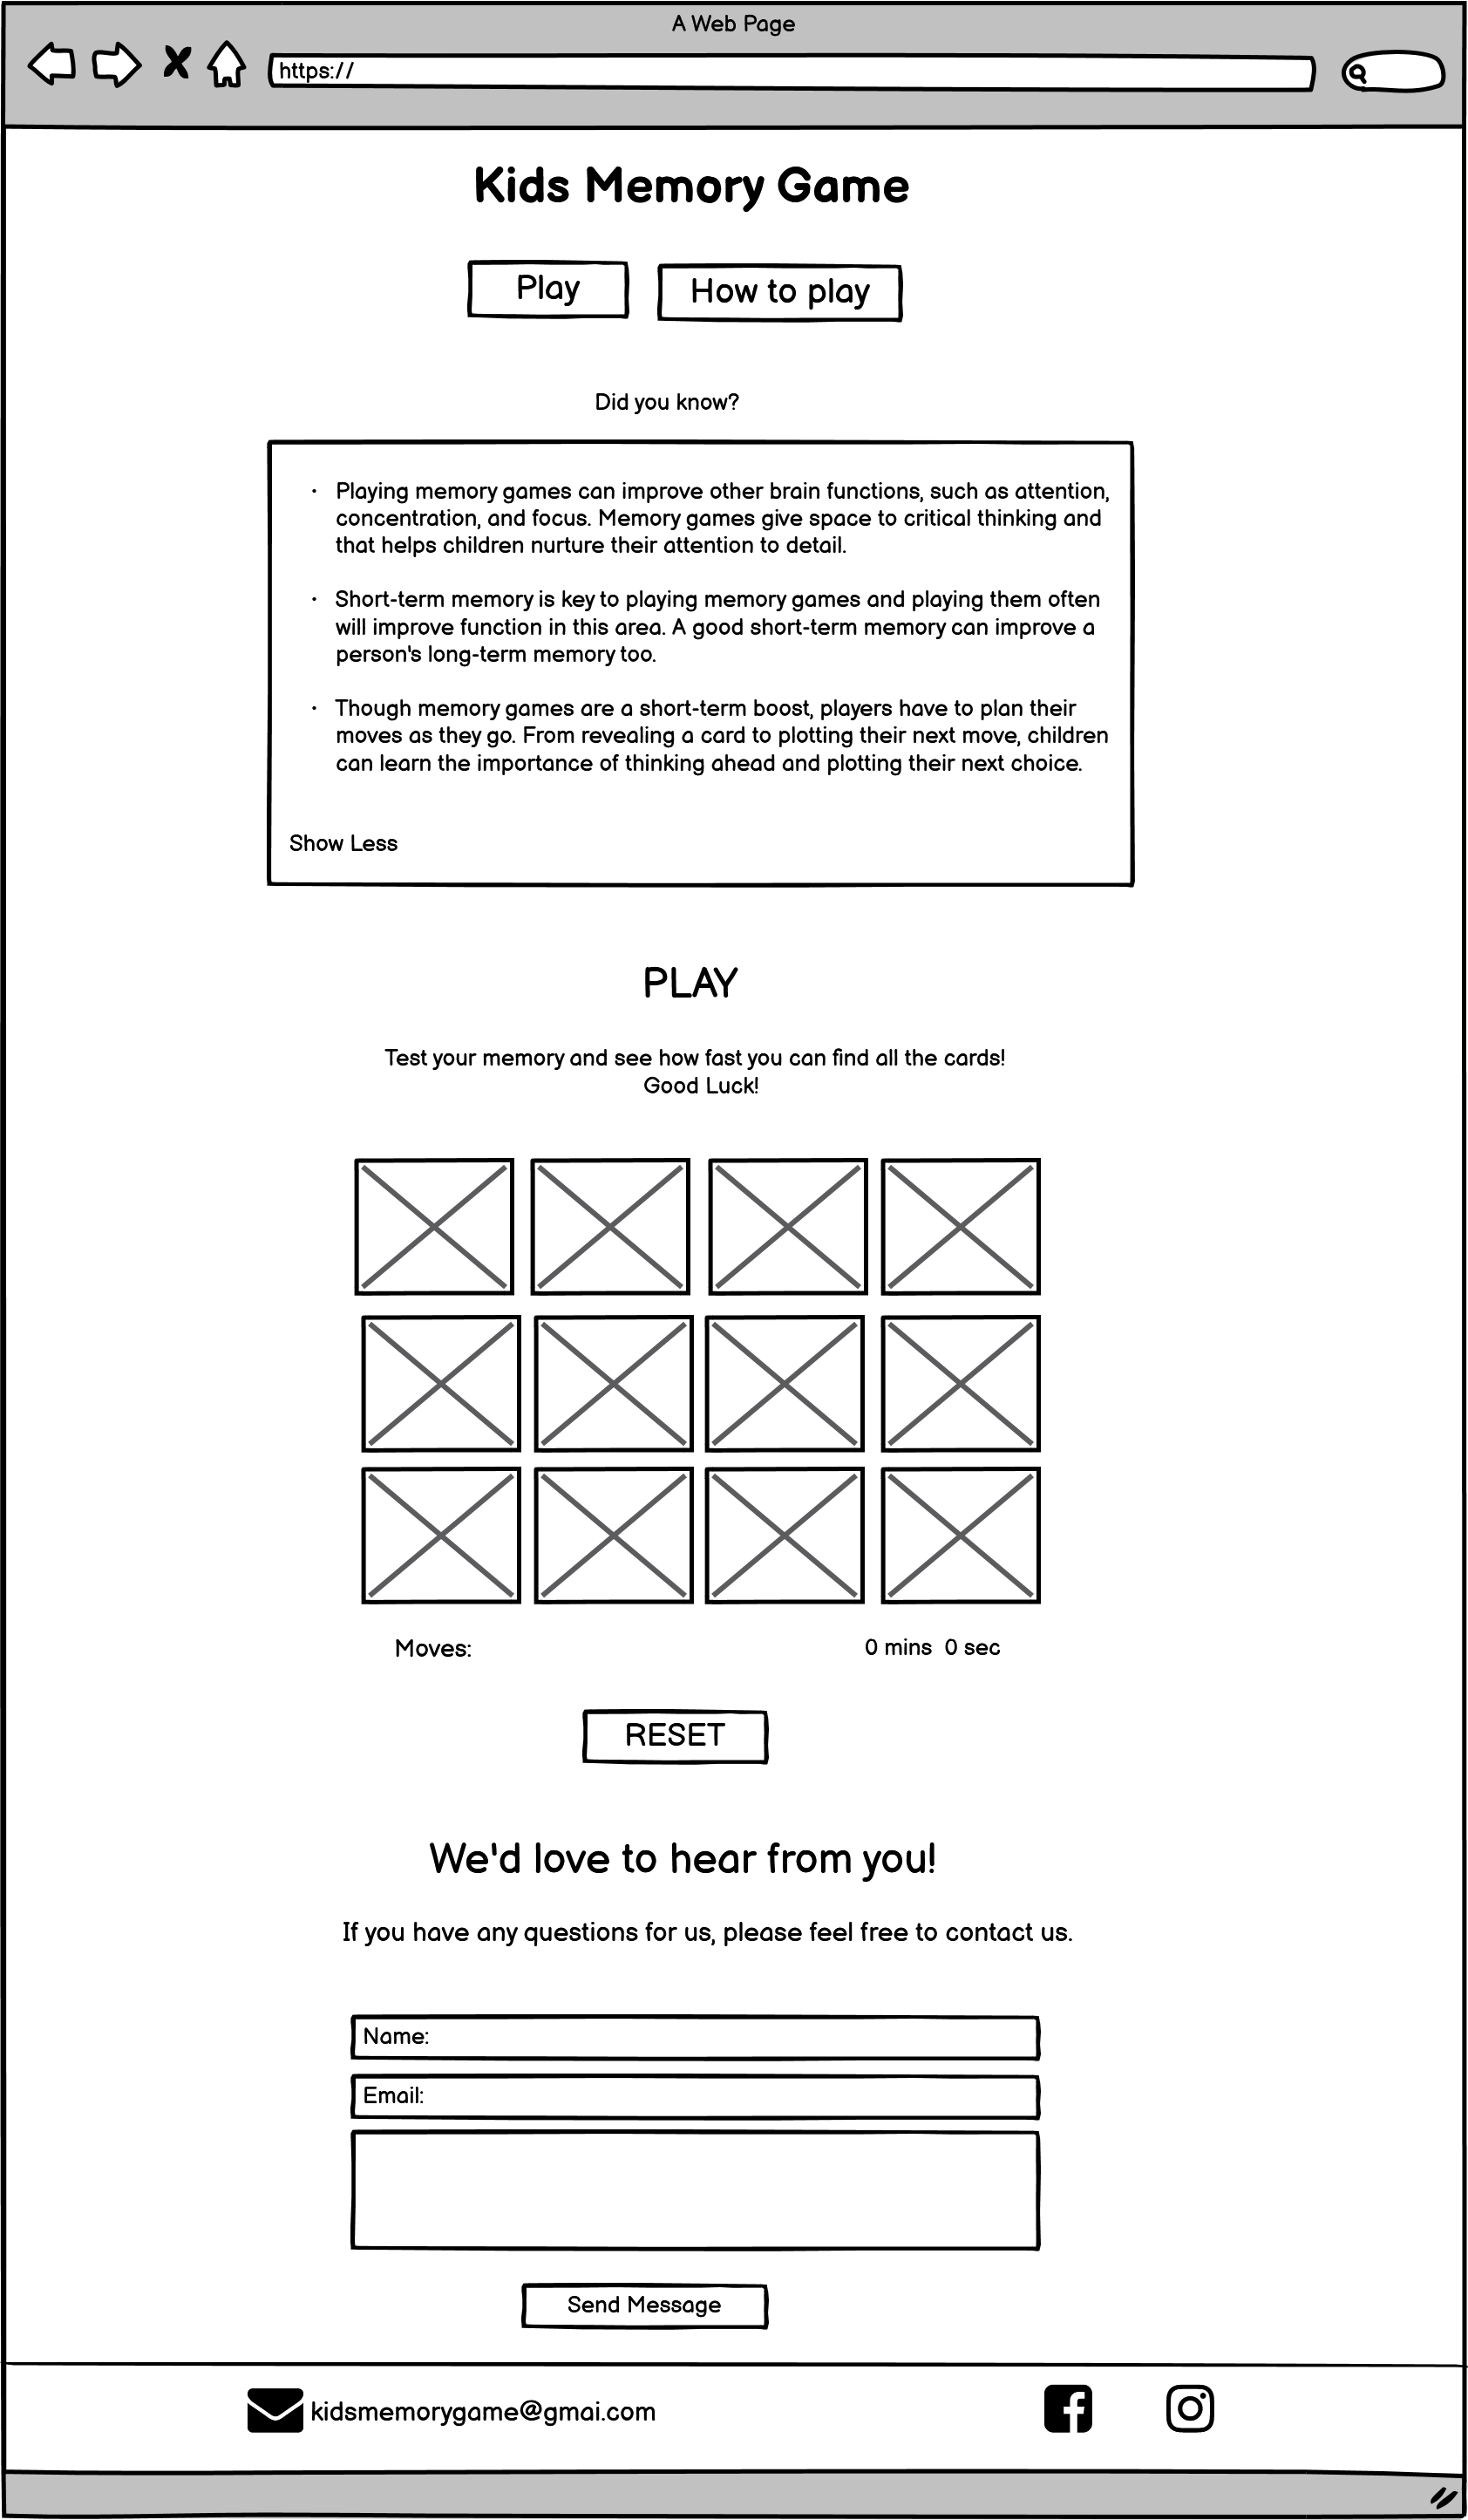 A Web Page
https://
Kids Memory Game
Play
How to play
Did you know?
• Playing memory games can improve other brain functions, such as attention,
concentration, and focus. Memory games give space to critical thinking and
that helps children nurture their attention to detail.
• Short-term memory is key to playing memory games and playing them often
will improve function in this area. A good short-term memory can improve a
person's long-term memory too.
• Though memory games are a short-term boost, players have to plan their
moves as they go. From revealing a card to plotting their next move, children
can learn the importance of thinking ahead and plotting their next choice.
Show Less
PLAY
Test your memory and see how fast you can find all the cards!
Good Luck!
Moves:
0 mins 0 sec
RESET
We'd love to hear from you!
If you have any questions for us, please feel free to contact us.
Name:
Email:
Send Message
kidsmemorygame@gmai.com